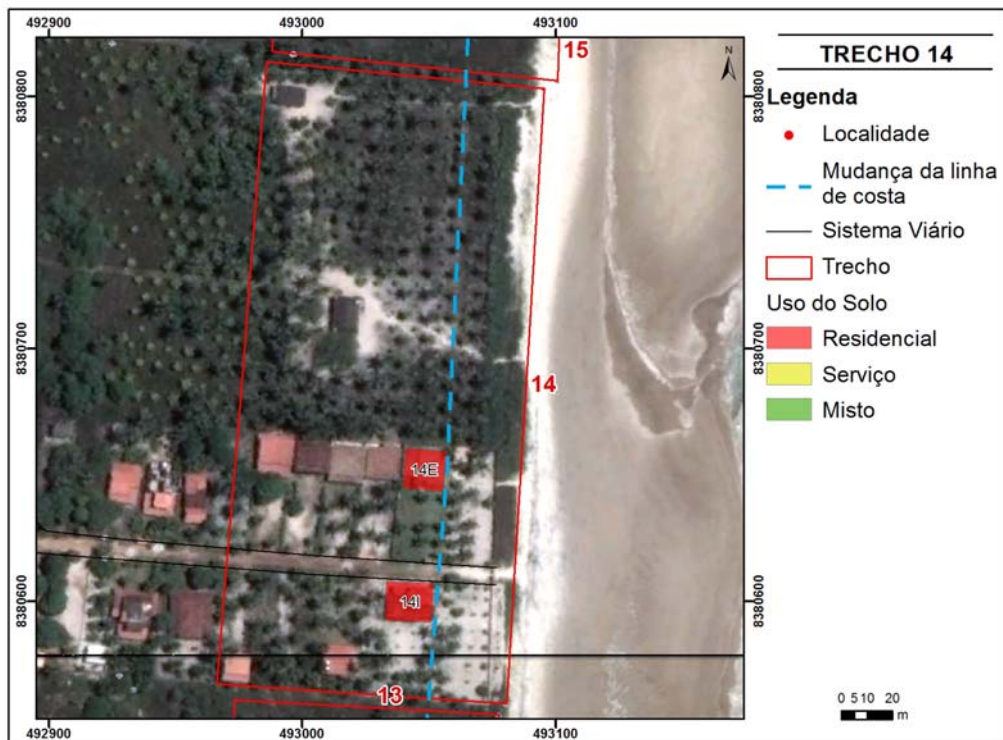 492900 493000 493100
15
8380800 8380800
N
TRECHO 14
Legenda
Localidade
Mudança da linha
de costa
Sistema Viário
Trecho
Uso do Solo
Residencial
Serviço
Misto
8380700 8380700
14
14E
8380600 8380600
14I
13
0 5 10 20
m
492900 493000 493100